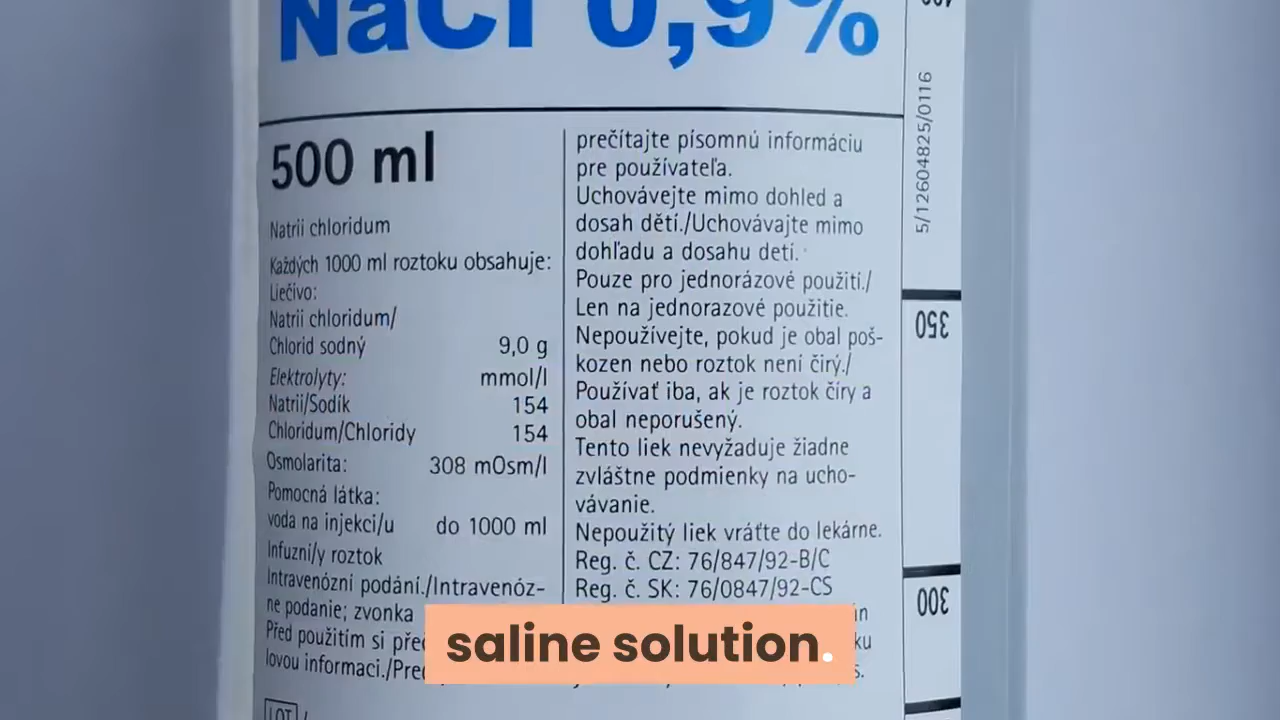 NaCl 0,9%
500 ml
Natrii chloridum
Každých 1000 ml roztoku obsahuje:
Liečivo:
Natrii chloridum/
Chlorid sodný 9,0 g
Elektrolyty: mmol/l
Natrii/Sodík 154
Chloridum/Chloridy 154
Osmolarita: 308 mOsm/l
Pomocná látka:
voda na injekci/u do 1000 ml
Infuzní/y roztok
Intravenózní podání./Intravenóz-
ne podanie; zvonka
Před použitím si
lovou informaci.
LOT
prečítajte písomnú informáciu
pre používateľa.
Uchovávejte mimo dohled a
dosah dětí./Uchovávajte mimo
dohľadu a dosahu detí.
Pouze pro jednorázové použití./
Len na jednorazové použitie.
Nepoužívejte, pokud je obal poš-
kozen nebo roztok není čirý./
Používať iba, ak je roztok číry a
obal neporušený.
Tento liek nevyžaduje žiadne
zvláštne podmienky na ucho-
vávanie.
Nepoužitý liek vráťte do lekárne.
Reg. č. CZ: 76/847/92-B/C
Reg. č. SK: 76/0847/92-CS
5/12604825/0116
350
300
saline solution.